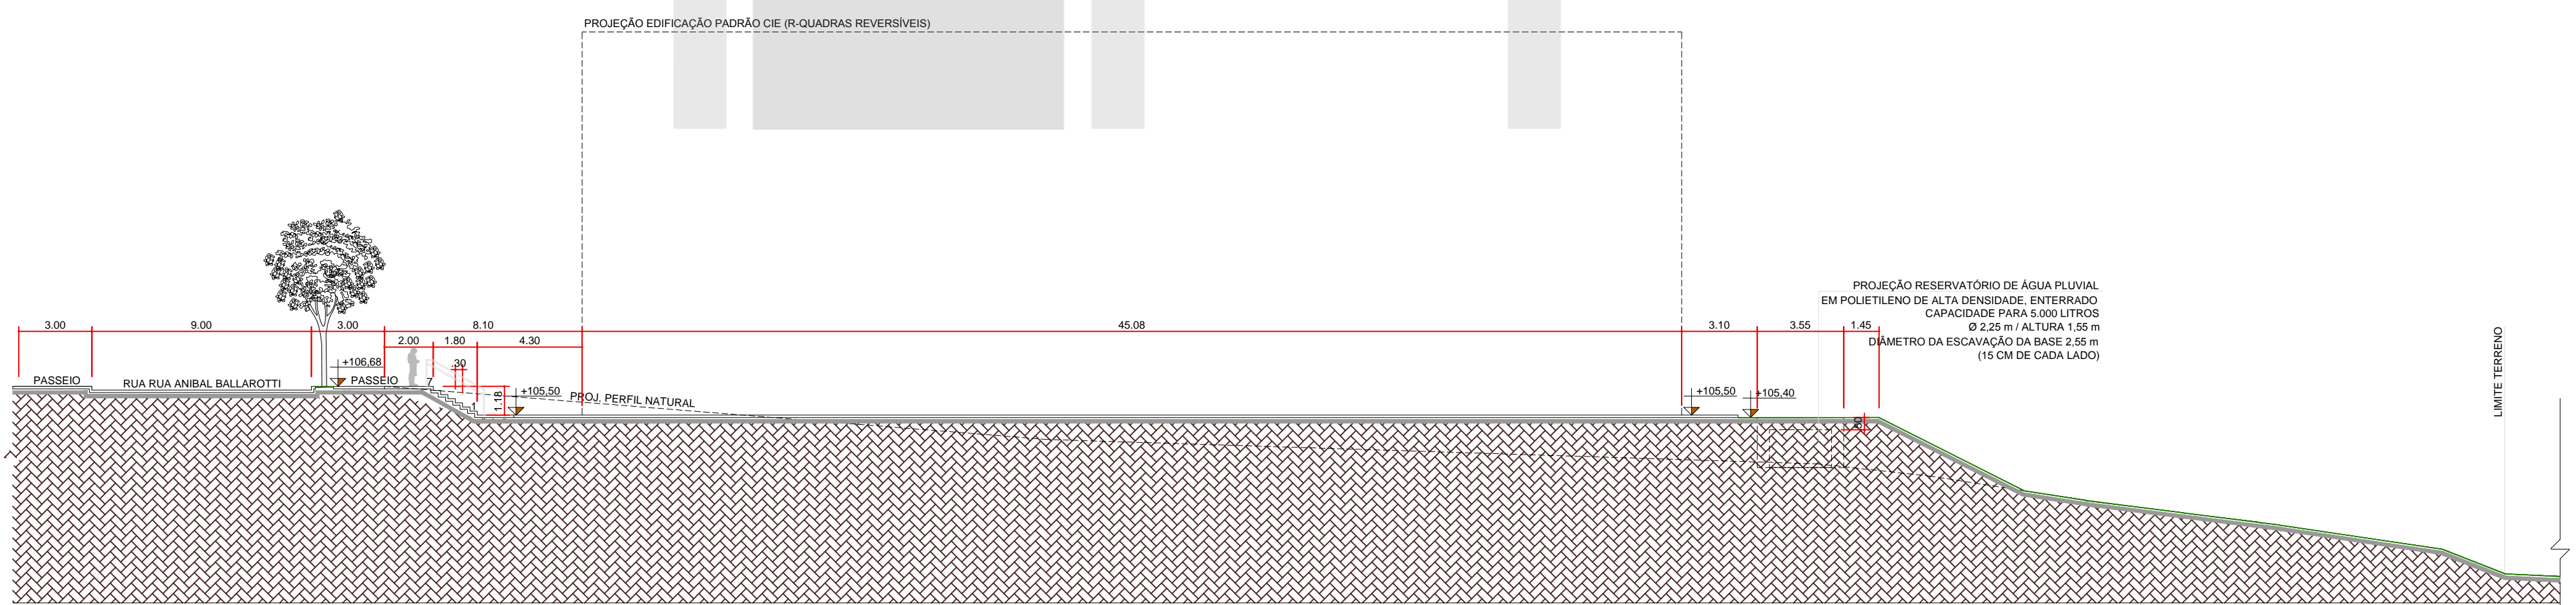 PROJEÇÃO EDIFICAÇÃO PADRÃO CIE (R-QUADRAS REVERSÍVEIS)
PROJEÇÃO RESERVATÓRIO DE ÁGUA PLUVIAL
EM POLIETILENO DE ALTA DENSIDADE, ENTERRADO
CAPACIDADE PARA 5.000 LITROS
Ø 2,25 m / ALTURA 1,55 m
DIÂMETRO DA ESCAVAÇÃO DA BASE 2,55 m
(15 CM DE CADA LADO)
LIMITE TERRENO
3.00 9.00 3.00 8.10 45.08 3.10 3.55 1.45
2.00 1.80 4.30
+106,68 .30
PASSEIO RUA RUA ANIBAL BALLAROTTI PASSEIO 7
+105,50 +105,50 +105,40
1.18 PROJ. PERFIL NATURAL
1
.50